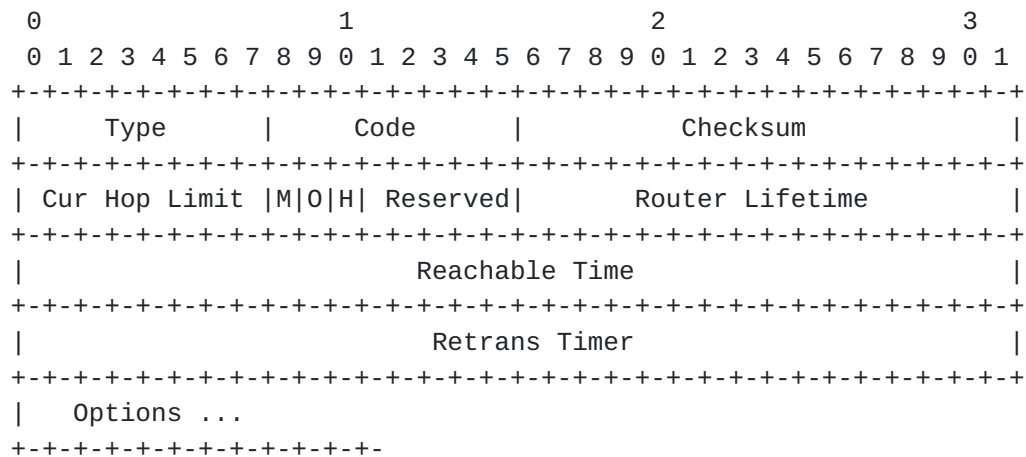 0                   1                   2                   3
 0 1 2 3 4 5 6 7 8 9 0 1 2 3 4 5 6 7 8 9 0 1 2 3 4 5 6 7 8 9 0 1
+-+-+-+-+-+-+-+-+-+-+-+-+-+-+-+-+-+-+-+-+-+-+-+-+-+-+-+-+-+-+-+-+
|     Type      |     Code      |          Checksum             |
+-+-+-+-+-+-+-+-+-+-+-+-+-+-+-+-+-+-+-+-+-+-+-+-+-+-+-+-+-+-+-+-+
| Cur Hop Limit |M|O|H| Reserved|       Router Lifetime         |
+-+-+-+-+-+-+-+-+-+-+-+-+-+-+-+-+-+-+-+-+-+-+-+-+-+-+-+-+-+-+-+-+
|                         Reachable Time                        |
+-+-+-+-+-+-+-+-+-+-+-+-+-+-+-+-+-+-+-+-+-+-+-+-+-+-+-+-+-+-+-+-+
|                          Retrans Timer                        |
+-+-+-+-+-+-+-+-+-+-+-+-+-+-+-+-+-+-+-+-+-+-+-+-+-+-+-+-+-+-+-+-+
|   Options ...
+-+-+-+-+-+-+-+-+-+-+-+-